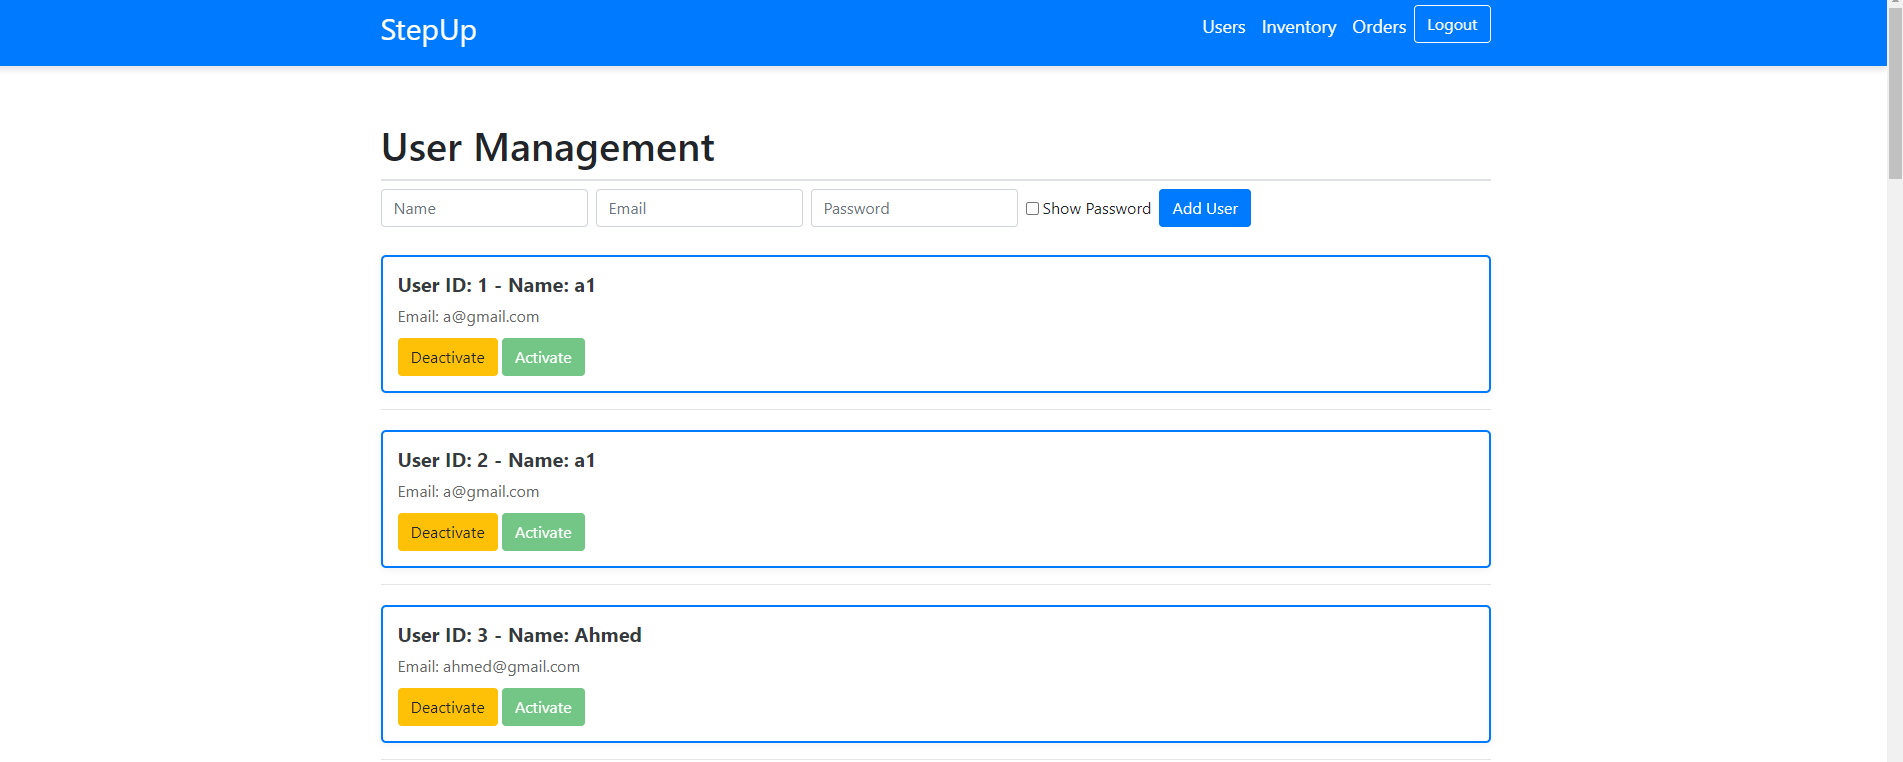 StepUp
Users Inventory Orders Logout
User Management
Name Email Password Show Password Add User
User ID: 1 - Name: a1
Email: a@gmail.com
Deactivate Activate
User ID: 2 - Name: a1
Email: a@gmail.com
Deactivate Activate
User ID: 3 - Name: Ahmed
Email: ahmed@gmail.com
Deactivate Activate